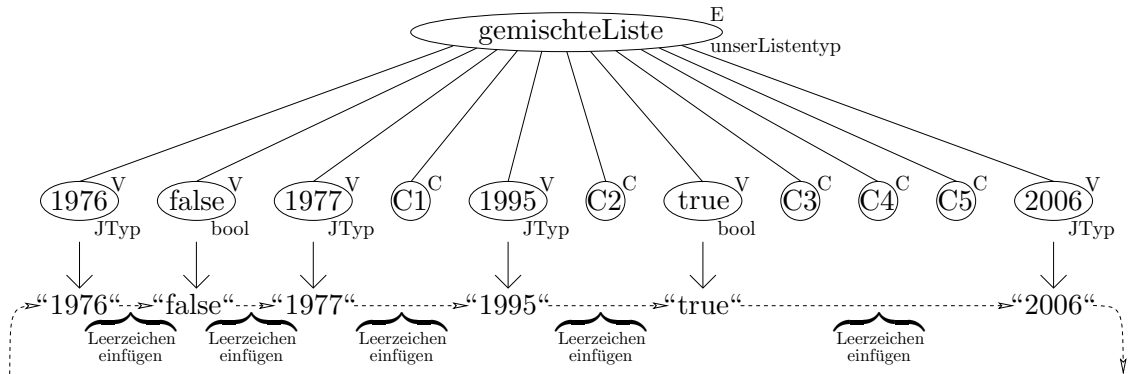 gemischteListe E
unserListentyp
1976 V false V 1977 V C1 C 1995 V C2 C true V C3 C C4 C C5 C 2006 V
JTyp bool JTyp JTyp bool JTyp
“1976“ “false“ “1977“ “1995“ “true“ “2006“
Leerzeichen Leerzeichen Leerzeichen Leerzeichen Leerzeichen
einfügen einfügen einfügen einfügen einfügen